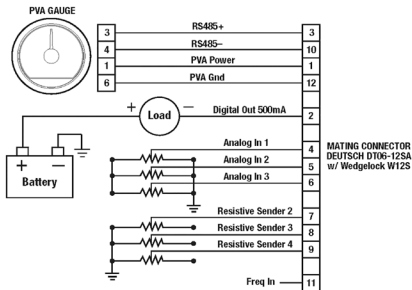 PVA GAUGE
3 RS485+ 3
4 RS485– 10
1 PVA Power 1
6 PVA Gnd 12
+ Load – Digital Out 500mA 2
+ –
Battery
Analog In 1 4
Analog In 2 5
Analog In 3 6
MATING CONNECTOR
DEUTSCH DT06-12SA
w/ Wedgelock W12S
Resistive Sender 2 7
Resistive Sender 3 8
Resistive Sender 4 9
Freq In 11